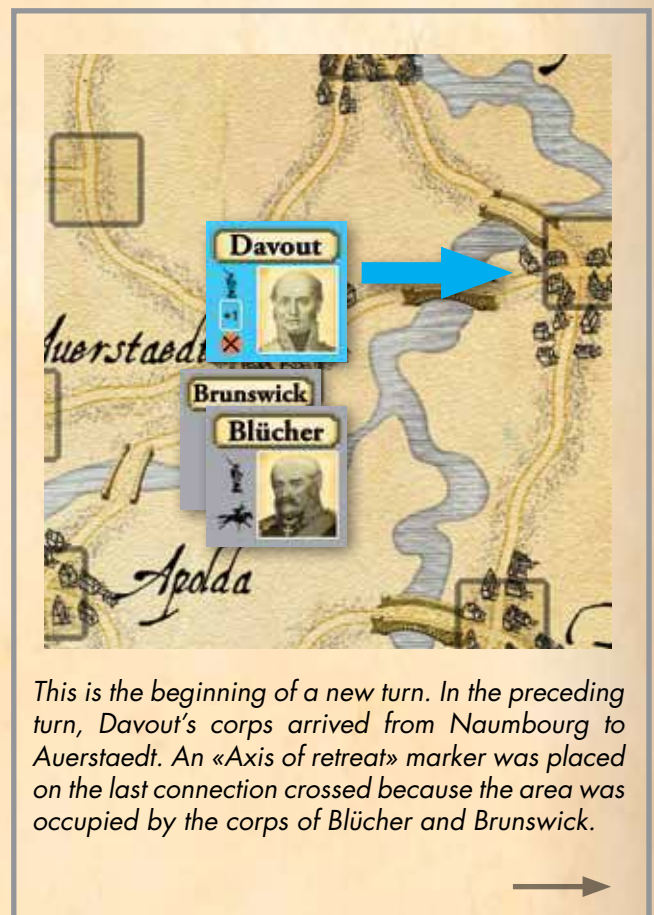 Davout
+1
Auerstaedt
Brunswick
Blücher
Apolda
This is the beginning of a new turn. In the preceding
turn, Davout's corps arrived from Naumbourg to
Auerstaedt. An «Axis of retreat» marker was placed
on the last connection crossed because the area was
occupied by the corps of Blücher and Brunswick.